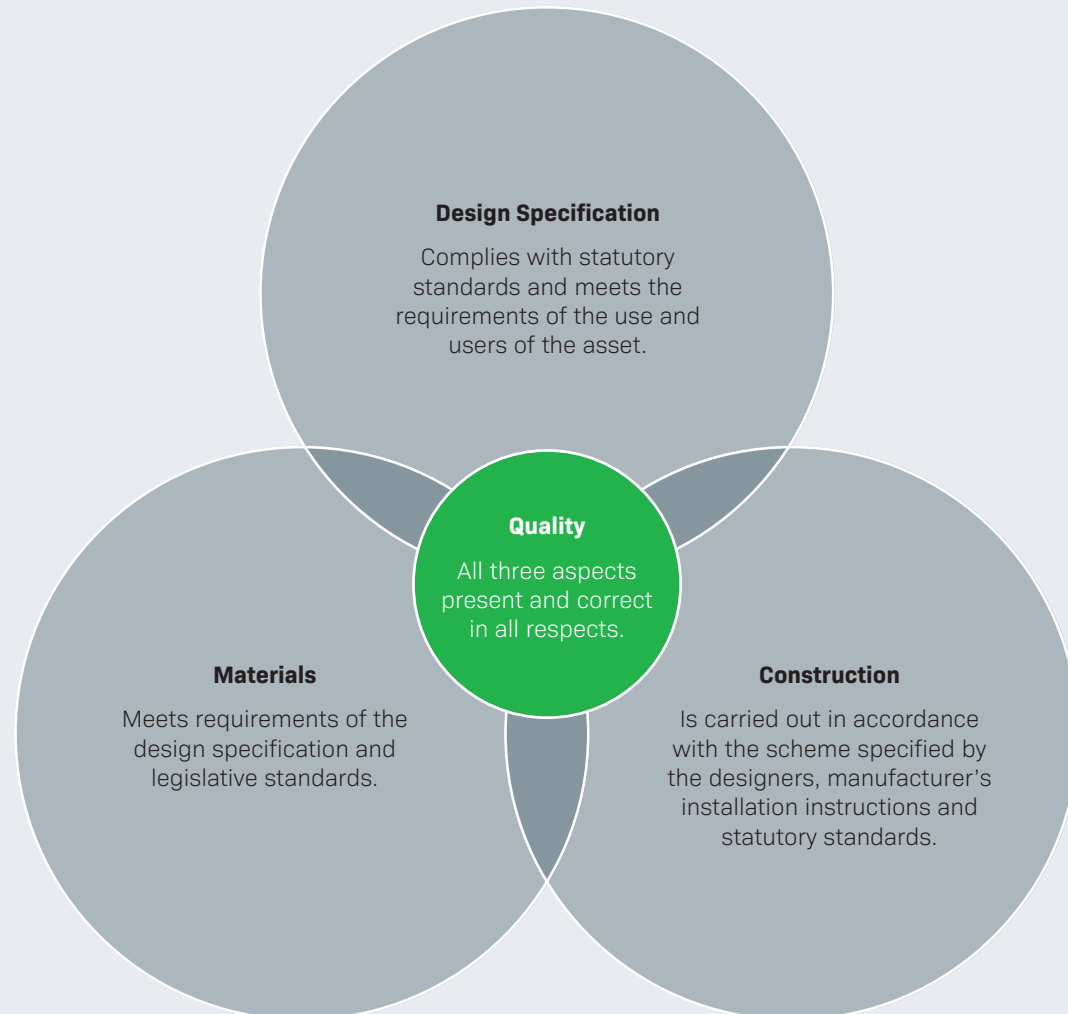 Design Specification
Complies with statutory
standards and meets the
requirements of the use and
users of the asset.
Quality
All three aspects
present and correct
in all respects.
Materials
Meets requirements of the
design specification and
legislative standards.
Construction
Is carried out in accordance
with the scheme specified by
the designers, manufacturer’s
installation instructions and
statutory standards.